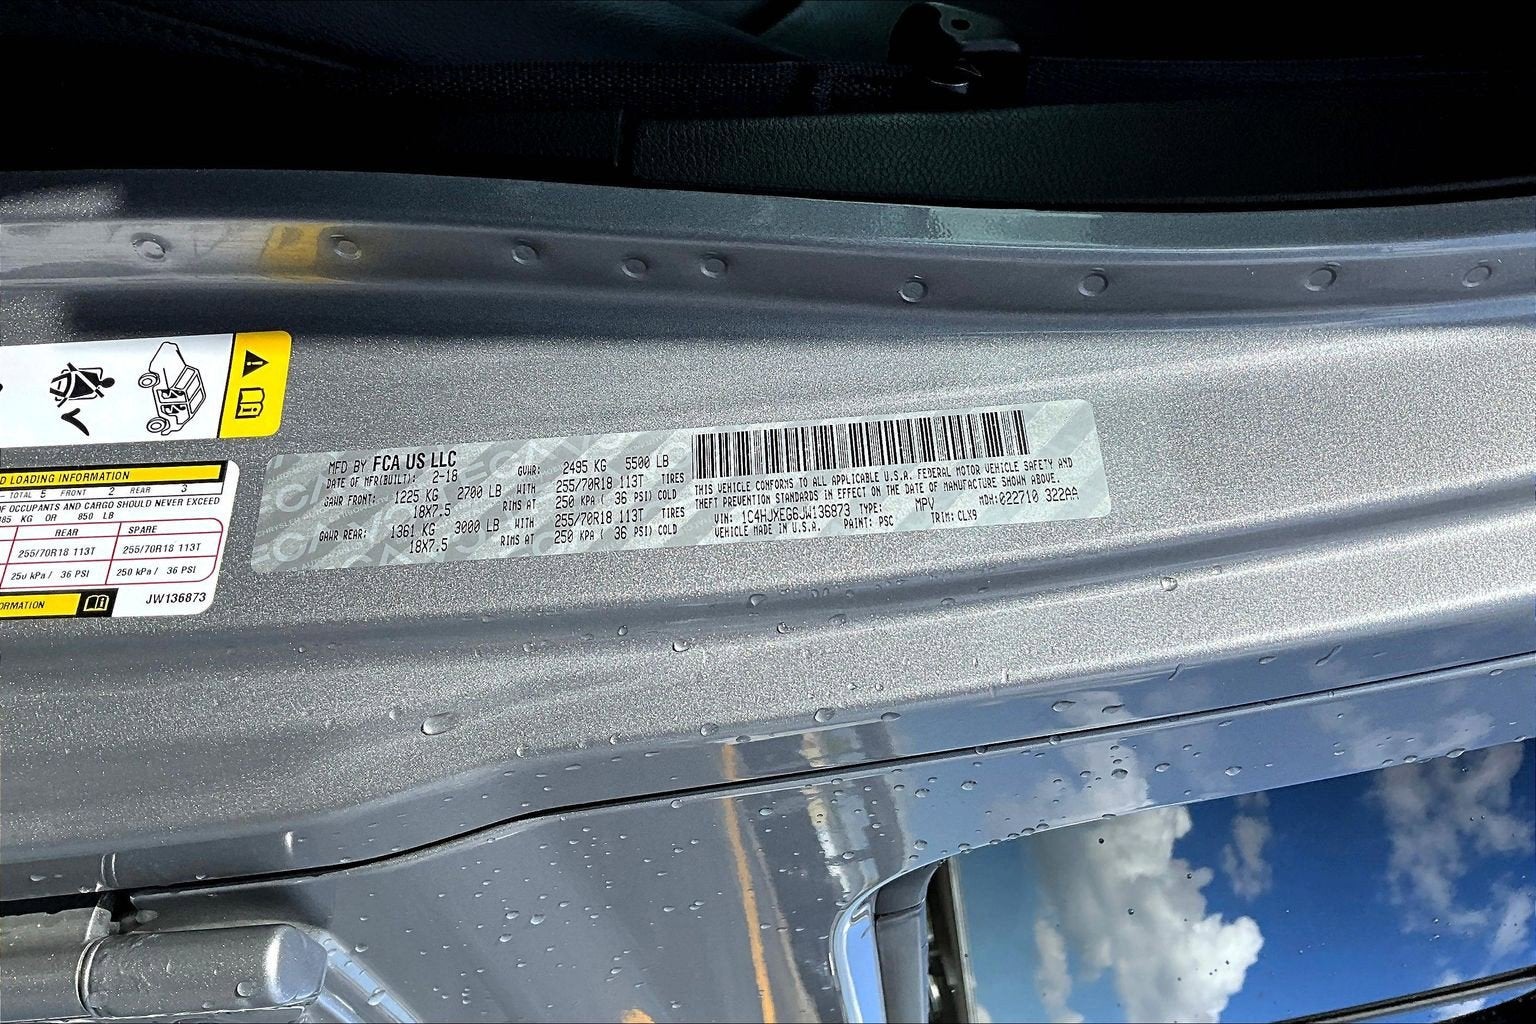 MFD BY FCA US LLC
DATE OF MFR(BUILT): 2-18
GVWR: 2495 KG 5500 LB
GAWR FRONT: 1225 KG 2700 LB WITH 255/70R18 113T TIRES
18X7.5 RIMS AT 250 KPA ( 36 PSI) COLD
GAWR REAR: 1361 KG 3000 LB WITH 255/70R18 113T TIRES
18X7.5 RIMS AT 250 KPA ( 36 PSI) COLD
THIS VEHICLE CONFORMS TO ALL APPLICABLE U.S.A. FEDERAL MOTOR VEHICLE SAFETY AND
THEFT PREVENTION STANDARDS IN EFFECT ON THE DATE OF MANUFACTURE SHOWN ABOVE.
VIN: 1C4HJXEG6JW136873 TYPE: MPV MDH:022710 322AA
VEHICLE MADE IN U.S.A. PAINT: PSC TRIM: CLX9
LOADING INFORMATION
TOTAL 5 FRONT 2 REAR 3
OF OCCUPANTS AND CARGO SHOULD NEVER EXCEED
KG OR 850 LB
REAR SPARE
255/70R18 113T 255/70R18 113T
250 kPa / 36 PSI 250 kPa / 36 PSI
JW136873